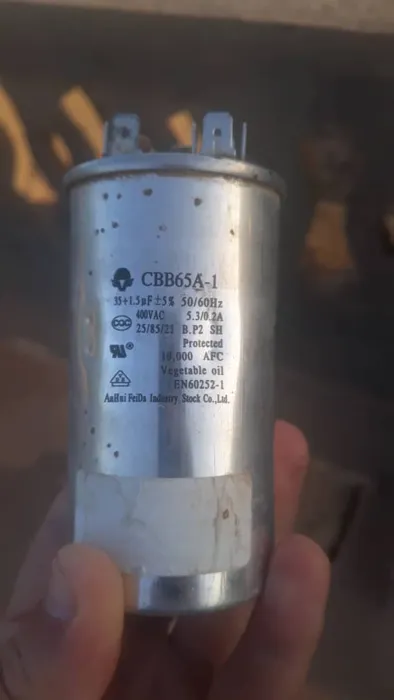 CBB65A-1
35+1.5μF±5% 50/60Hz
400VAC 5.3/0.2A
CQC
25/85/21 B.P2 SH
Protected
10,000 AFC
Vegetable oil
EN60252-1
AnHui FeiDa Industry. Stock Co.,Ltd.